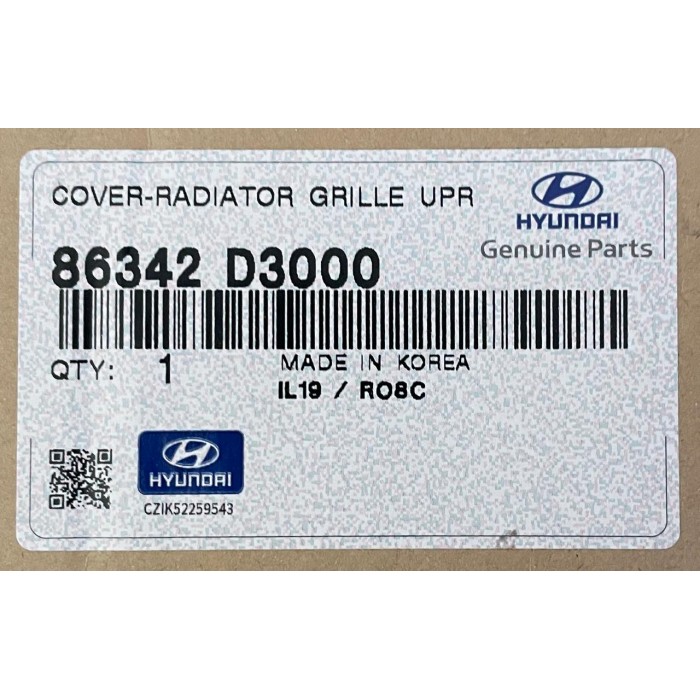 COVER-RADIATOR GRILLE UPR
HYUNDAI
Genuine Parts
86342 D3000
QTY: 1
MADE IN KOREA
IL19 / RO8C
HYUNDAI
CZIK52259543